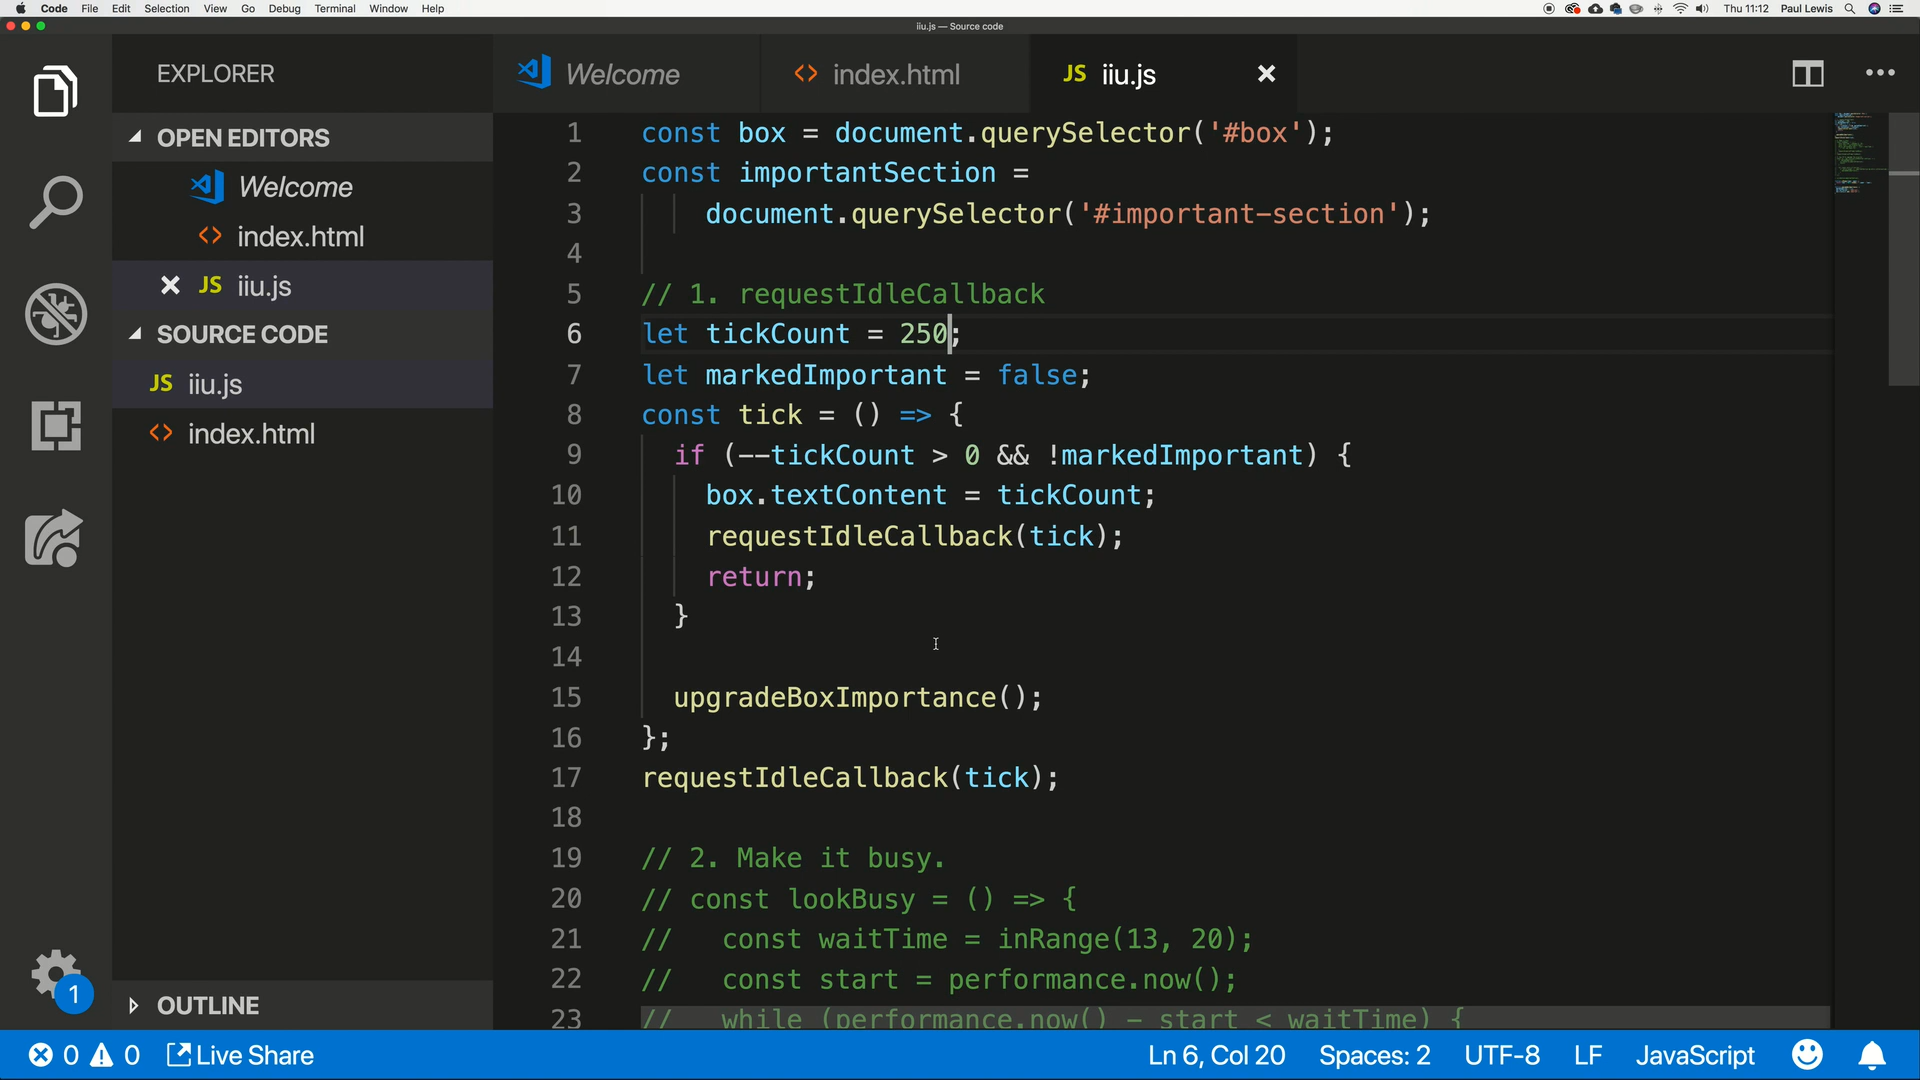 Code File Edit Selection View Go Debug Terminal Window Help Thu 11:12 Paul Lewis
iiu.js — Source code
EXPLORER
OPEN EDITORS
Welcome
<> index.html
JS iiu.js
SOURCE CODE
JS iiu.js
<> index.html
OUTLINE
1
Welcome
<> index.html
JS iiu.js
1 const box = document.querySelector('#box');
2 const importantSection =
3 document.querySelector('#important-section');
4
5 // 1. requestIdleCallback
6 let tickCount = 250;
7 let markedImportant = false;
8 const tick = () => {
9 if (--tickCount > 0 && !markedImportant) {
10 box.textContent = tickCount;
11 requestIdleCallback(tick);
12 return;
13 }
14
15 upgradeBoxImportance();
16 };
17 requestIdleCallback(tick);
18
19 // 2. Make it busy.
20 // const lookBusy = () => {
21 // const waitTime = inRange(13, 20);
22 // const start = performance.now();
23 // while (performance.now() - start < waitTime) {
0 0 Live Share Ln 6, Col 20 Spaces: 2 UTF-8 LF JavaScript